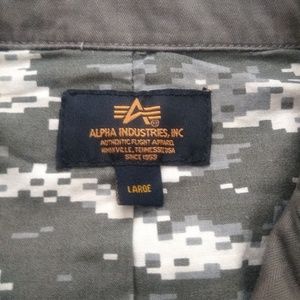 ALPHA INDUSTRIES, INC
AUTHENTIC FLIGHT APPAREL
KNOXVILLE, TENNESSEE/USA
SINCE 1959
LARGE